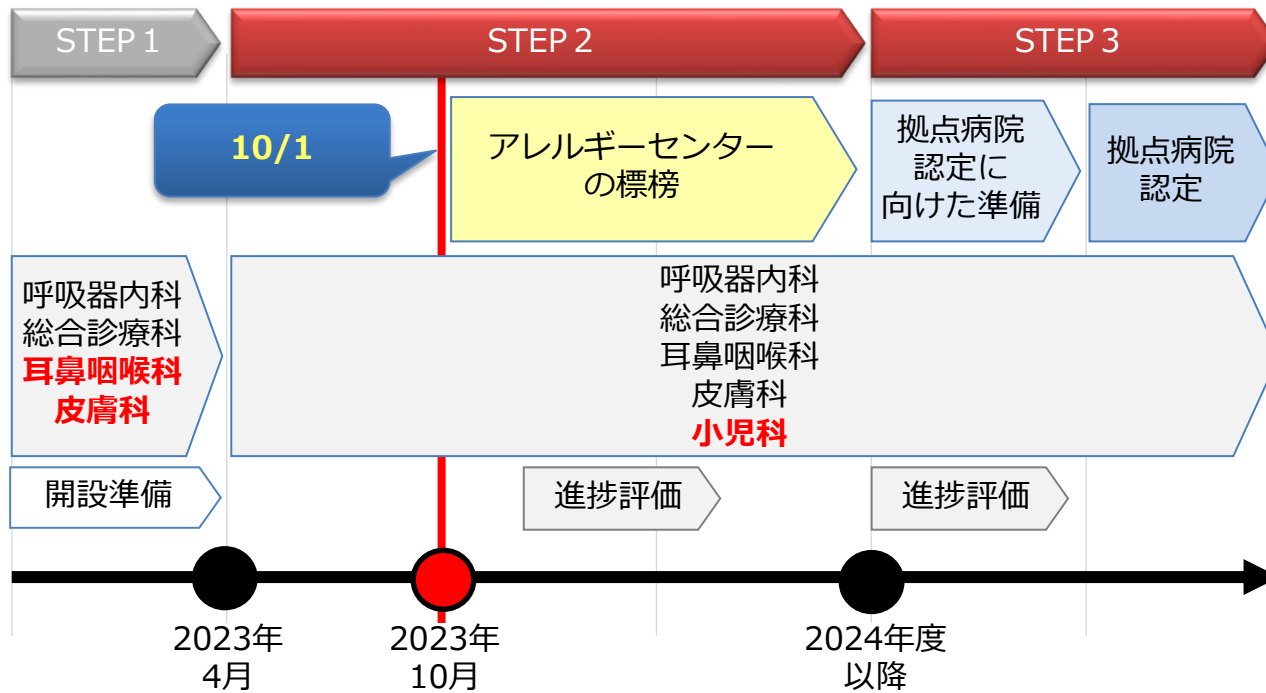 STEP 1
STEP 2
STEP 3
10/1
アレルギーセンター
の標榜
拠点病院
認定に
向けた準備
拠点病院
認定
呼吸器内科
総合診療科
耳鼻咽喉科
皮膚科
呼吸器内科
総合診療科
耳鼻咽喉科
皮膚科
小児科
開設準備
進捗評価
進捗評価
2023年
4月
2023年
10月
2024年度
以降